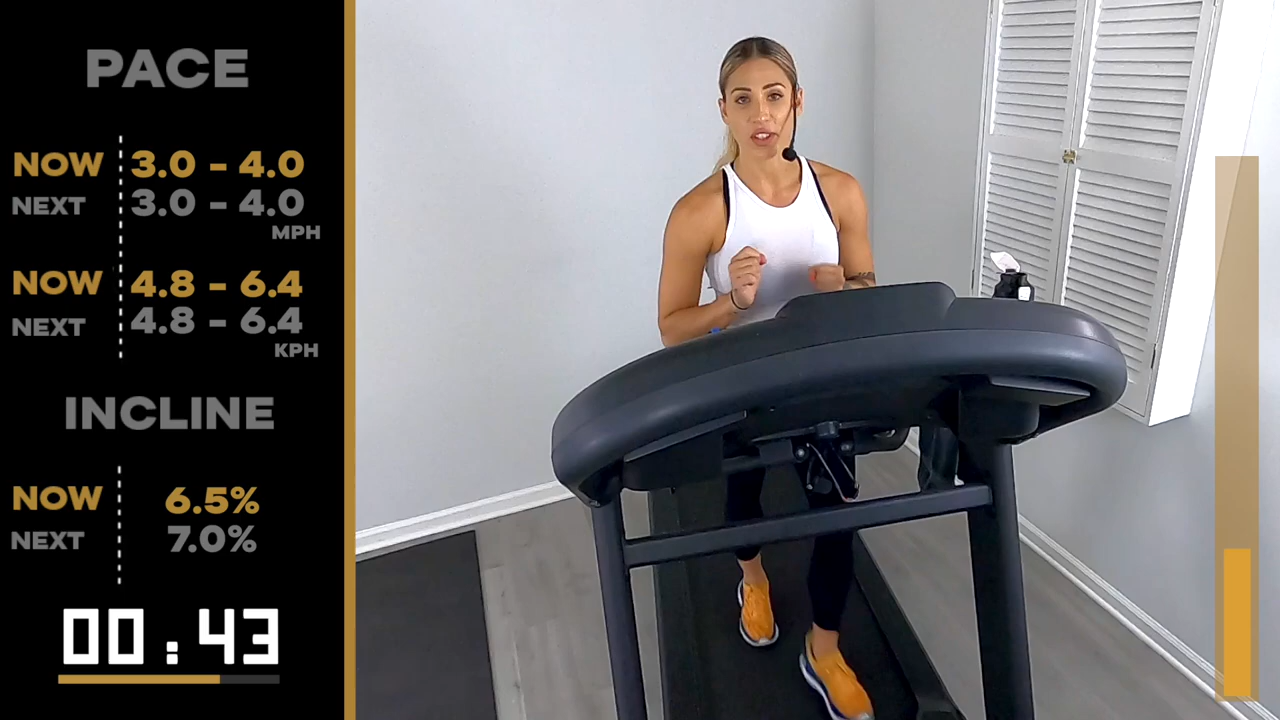 PACE
NOW 3.0 - 4.0
NEXT 3.0 - 4.0
MPH
NOW 4.8 - 6.4
NEXT 4.8 - 6.4
KPH
INCLINE
NOW 6.5%
NEXT 7.0%
00:43